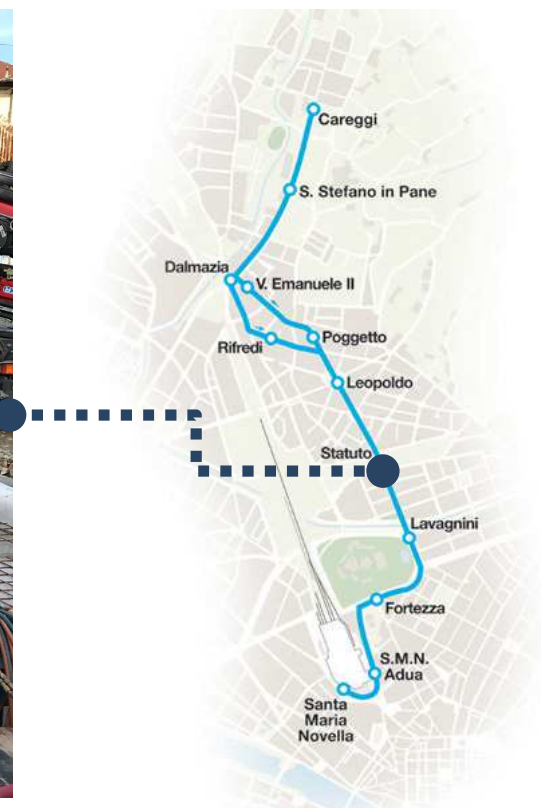 Careggi
S. Stefano in Pane
Dalmazia
V. Emanuele II
Poggetto
Rifredi
Leopoldo
Statuto
Lavagnini
Fortezza
S.M.N.
Adua
Santa
Maria
Novella